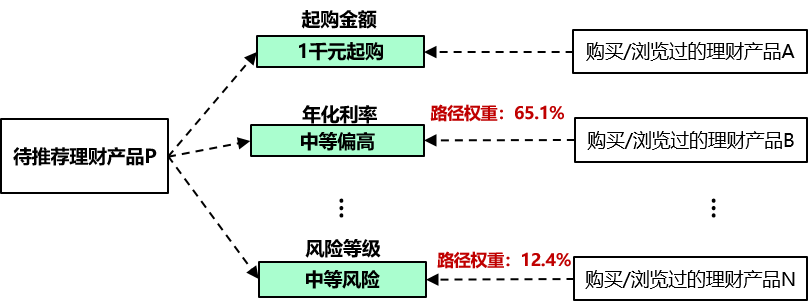 起购金额
1千元起购
购买/浏览过的理财产品A
年化利率
路径权重：65.1%
待推荐理财产品P
中等偏高
购买/浏览过的理财产品B
...
...
风险等级
路径权重：12.4%
中等风险
购买/浏览过的理财产品N